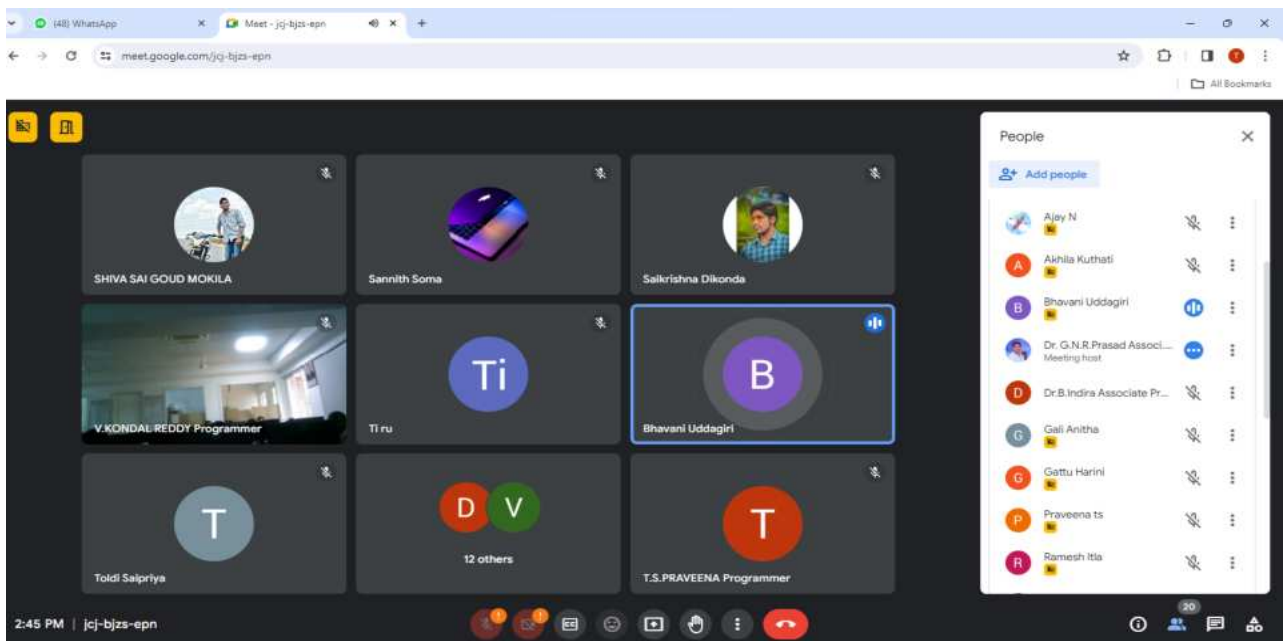 (48) WhatsApp
Meet - jcj-bjzs-epn
meet.google.com/jcj-bjzs-epn
T
All Bookmarks
SHIVA SAI GOUD MOKILA
Sannith Soma
Saikrishna Dikonda
V.KONDAL REDDY Programmer
Ti
Ti ru
B
Bhavani Uddagiri
T
Toldi Saipriya
D V
12 others
T
T.S.PRAVEENA Programmer
People
Add people
Ajay N
A Akhila Kuthati
B Bhavani Uddagiri
Dr. G.N.R.Prasad Associ...
Meeting host
D Dr.B.Indira Associate Pr...
G Gali Anitha
G Gattu Harini
P Praveena ts
R Ramesh Itla
2:45 PM | jcj-bjzs-epn
20